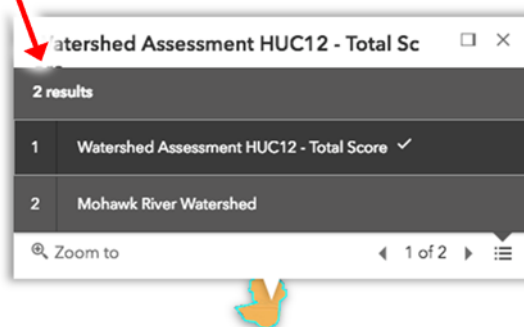 Watershed Assessment HUC12 - Total Sc
2 results
1 Watershed Assessment HUC12 - Total Score ✓
2 Mohawk River Watershed
Zoom to
1 of 2